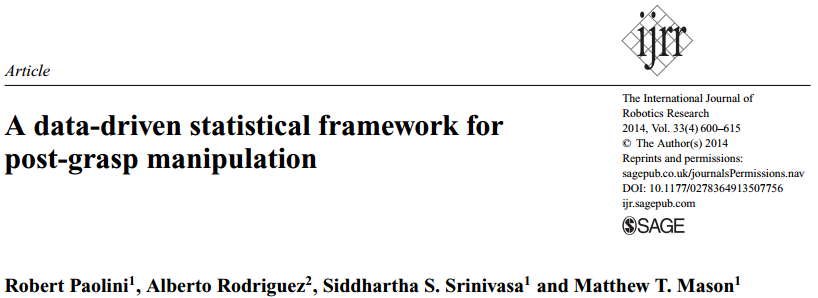 ijrr
Article
The International Journal of
Robotics Research
2014, Vol. 33(4) 600–615
© The Author(s) 2014
Reprints and permissions:
sagepub.co.uk/journalsPermissions.nav
DOI: 10.1177/0278364913507756
ijr.sagepub.com
SAGE
A data-driven statistical framework for
post-grasp manipulation
Robert Paolini1, Alberto Rodriguez2, Siddhartha S. Srinivasa1 and Matthew T. Mason1